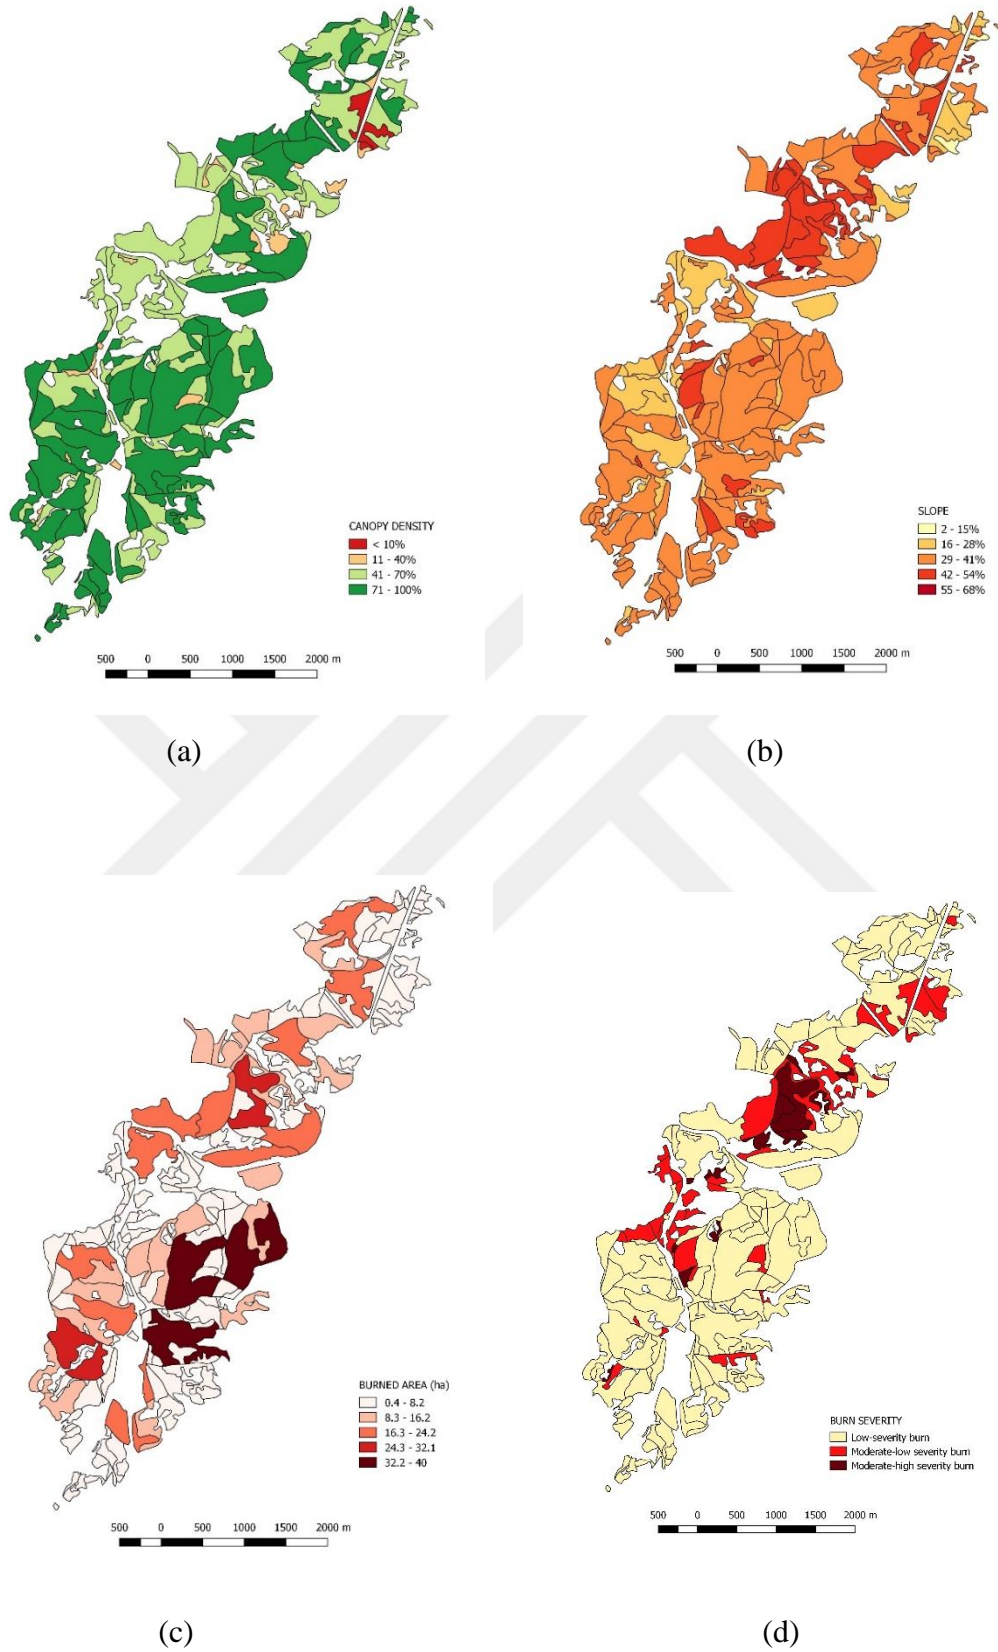 CANOPY DENSITY
< 10%
11 - 40%
41 - 70%
71 - 100%
500 0 500 1000 1500 2000 m
(a)
SLOPE
2 - 15%
16 - 28%
29 - 41%
42 - 54%
55 - 68%
500 0 500 1000 1500 2000 m
(b)
BURNED AREA (ha)
0.4 - 8.2
8.3 - 16.2
16.3 - 24.2
24.3 - 32.1
32.2 - 40
500 0 500 1000 1500 2000 m
(c)
BURN SEVERITY
Low-severity burn
Moderate-low severity burn
Moderate-high severity burn
500 0 500 1000 1500 2000 m
(d)